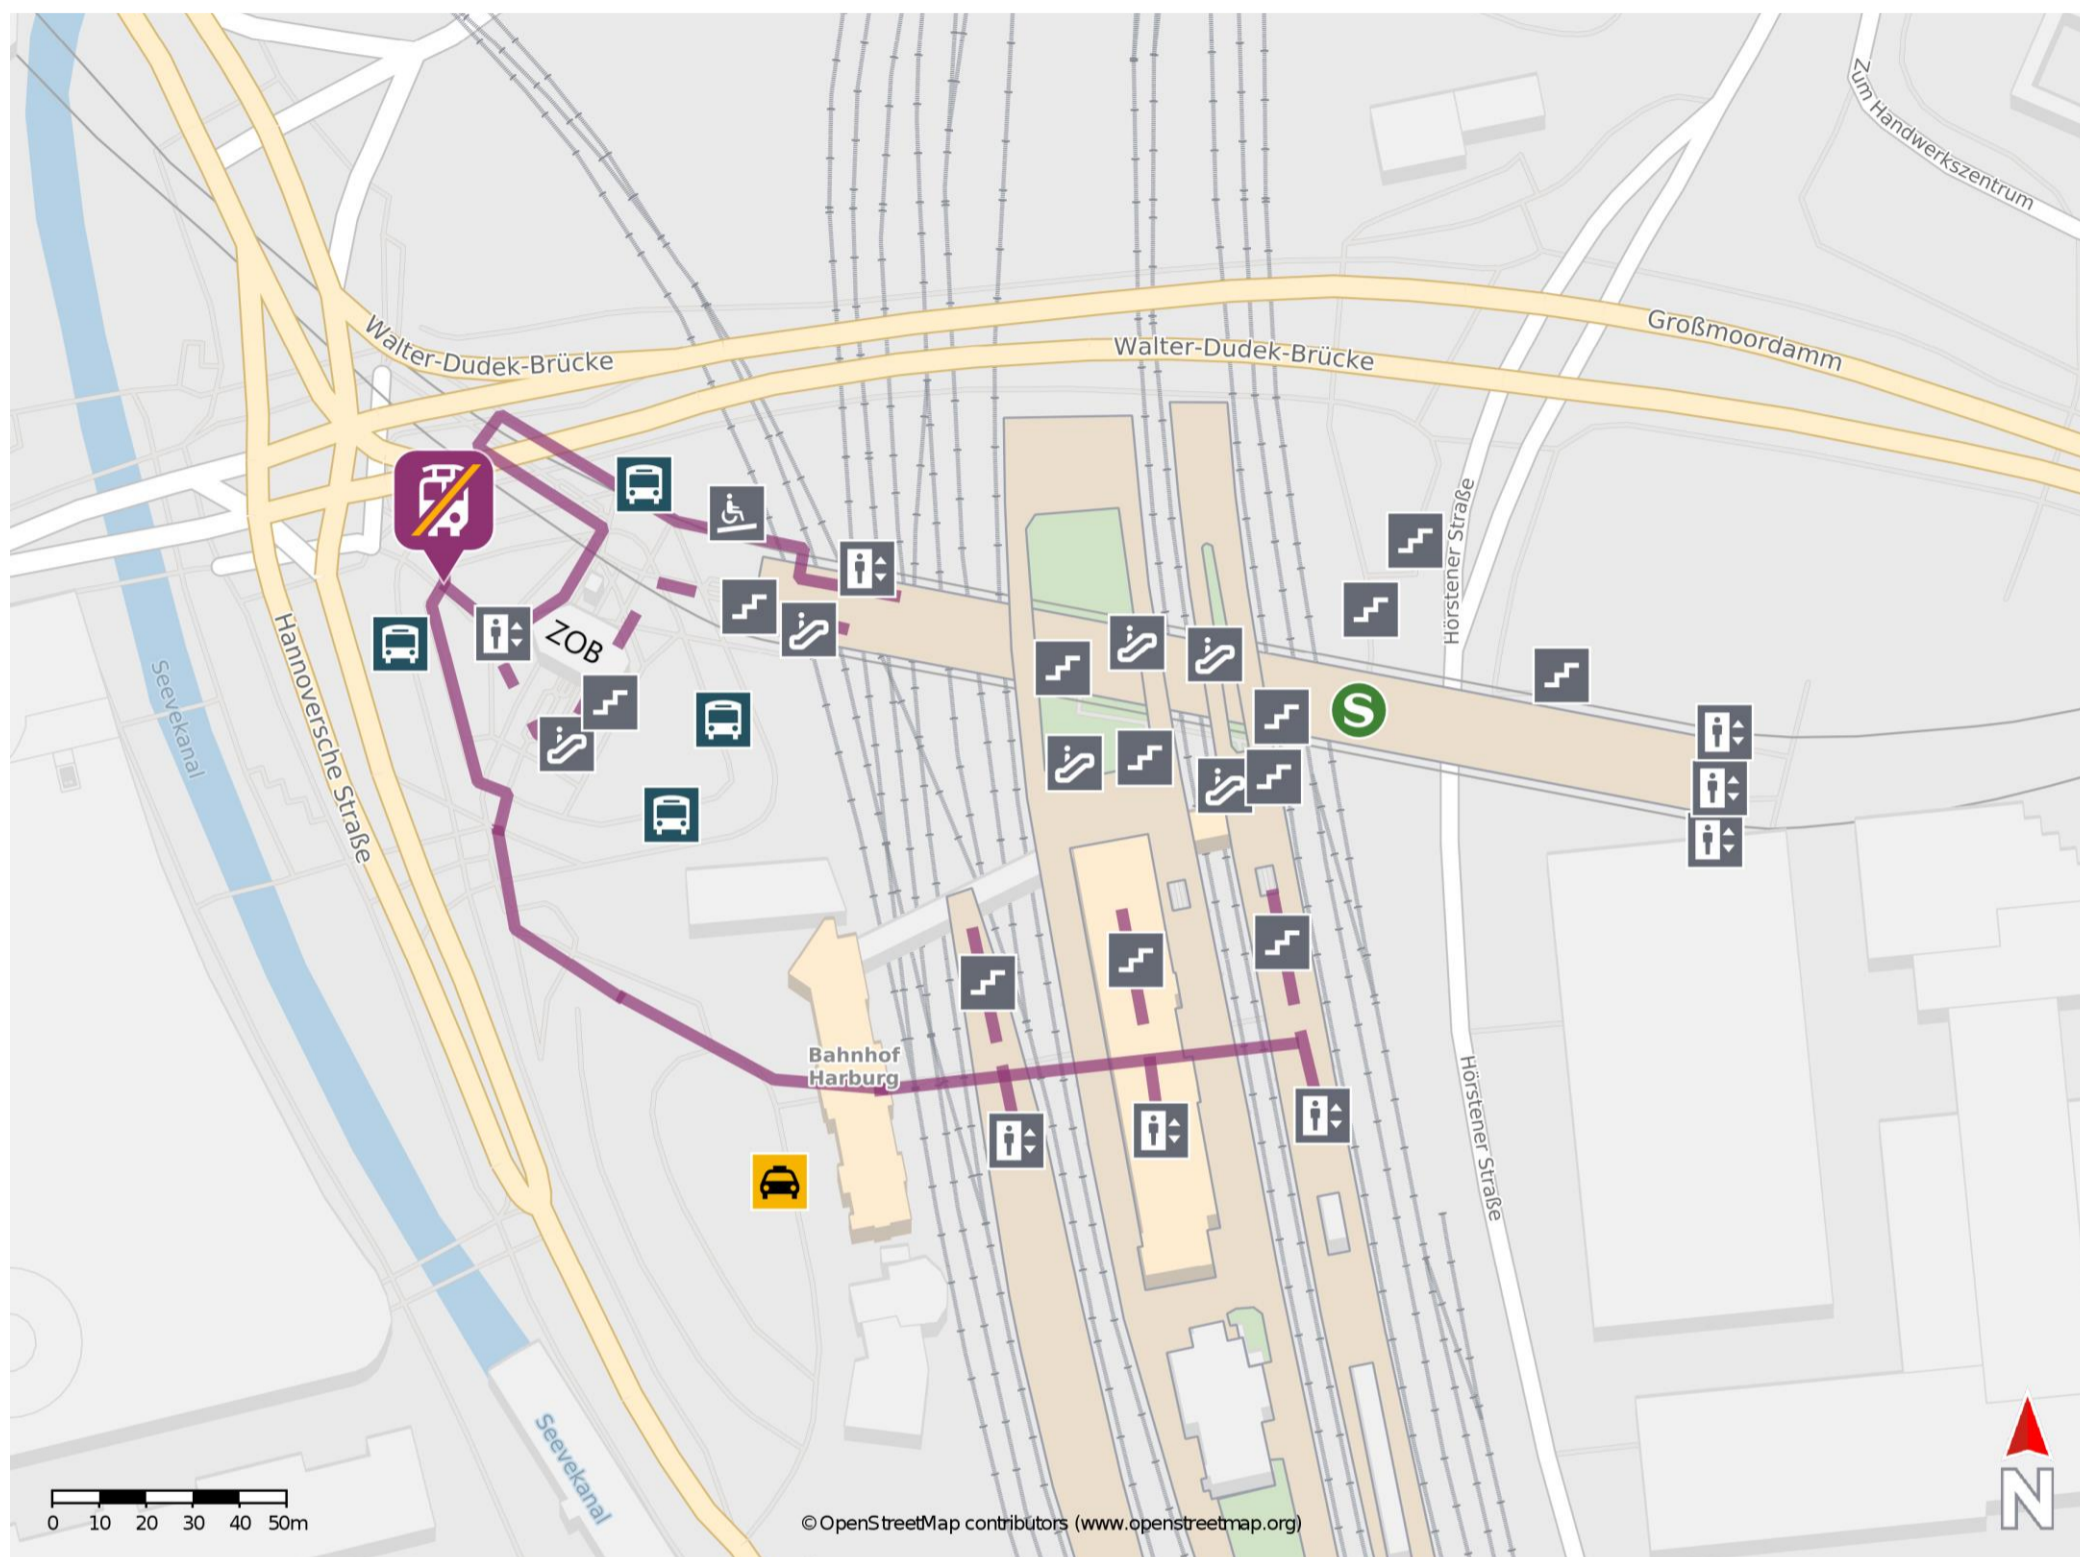 Zum Handwerkszentrum
Walter-Dudek-Brücke
Walter-Dudek-Brücke
Großmoordamm
Hörstener Straße
Hannoversche Straße
Seevekanal
ZOB
S
Bahnhof
Harburg
Hörstener Straße
Seevekanal
0 10 20 30 40 50m
© OpenStreetMap contributors (www.openstreetmap.org)
N